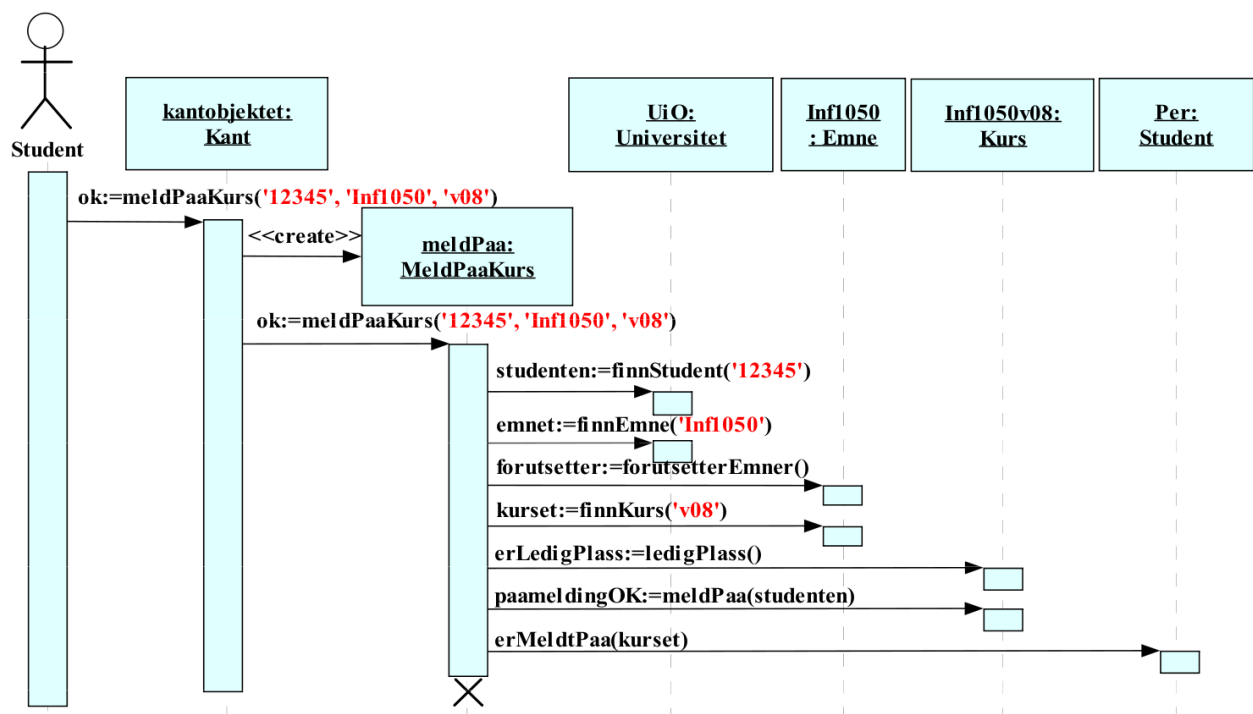 Student
kantobjektet:
Kant
UiO:
Universitet
Inf1050
: Emne
Inf1050v08:
Kurs
Per:
Student
ok:=meldPaaKurs('12345', 'Inf1050', 'v08')
<<create>>
meldPaa:
MeldPaaKurs
ok:=meldPaaKurs('12345', 'Inf1050', 'v08')
studenten:=finnStudent('12345')
emnet:=finnEmne('Inf1050')
forutsetter:=forutsetterEmner()
kurset:=finnKurs('v08')
erLedigPlass:=ledigPlass()
paameldingOK:=meldPaa(studenten)
erMeldtPaa(kurset)